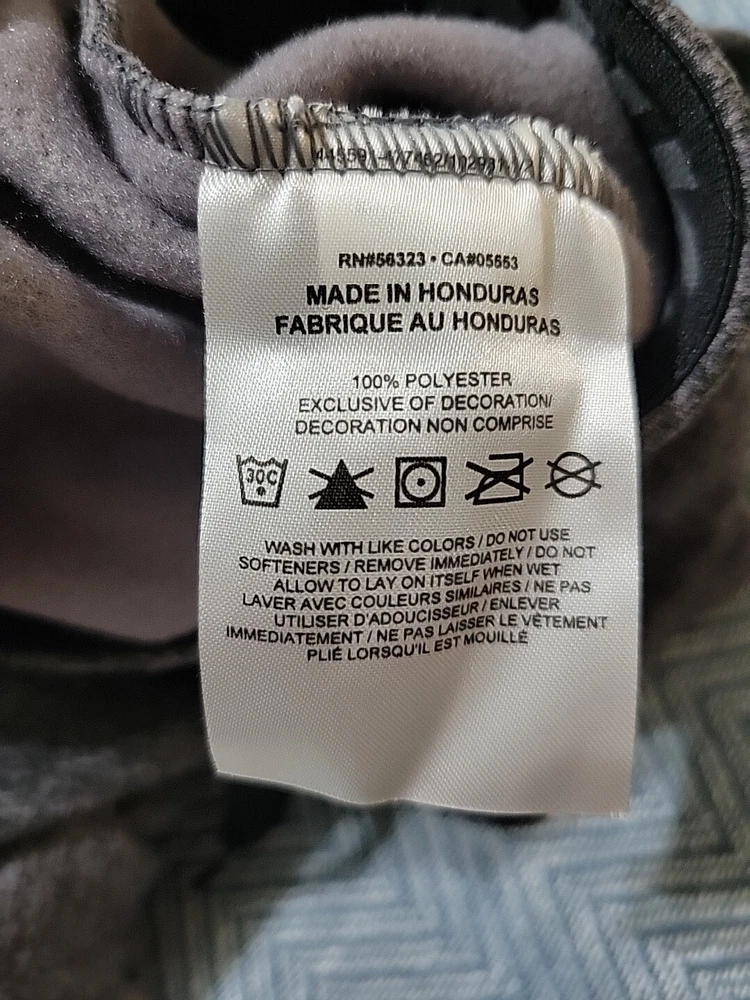 RN#56323 • CA#05653
MADE IN HONDURAS
FABRIQUE AU HONDURAS
100% POLYESTER
EXCLUSIVE OF DECORATION/
DECORATION NON COMPRISE
30C
WASH WITH LIKE COLORS / DO NOT USE
SOFTENERS / REMOVE IMMEDIATELY / DO NOT
ALLOW TO LAY ON ITSELF WHEN WET
LAVER AVEC COULEURS SIMILAIRES / NE PAS
UTILISER D'ADOUCISSEUR / ENLEVER
IMMEDIATEMENT / NE PAS LAISSER LE VÊTEMENT
PLIÉ LORSQU'IL EST MOUILLÉ